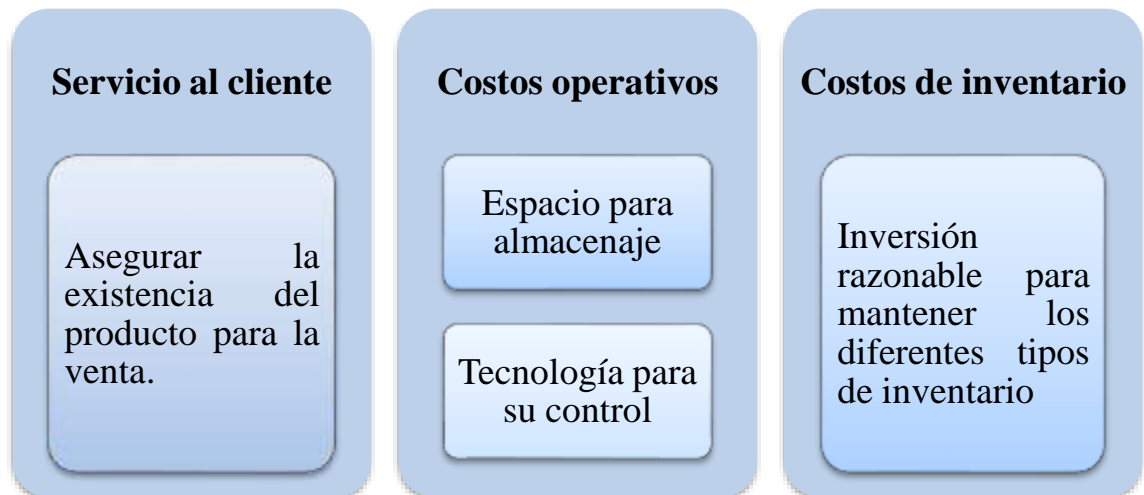 Servicio al cliente
Asegurar la
existencia del
producto para la
venta.
Costos operativos
Espacio para
almacenaje
Tecnología para
su control
Costos de inventario
Inversión
razonable para
mantener los
diferentes tipos
de inventario